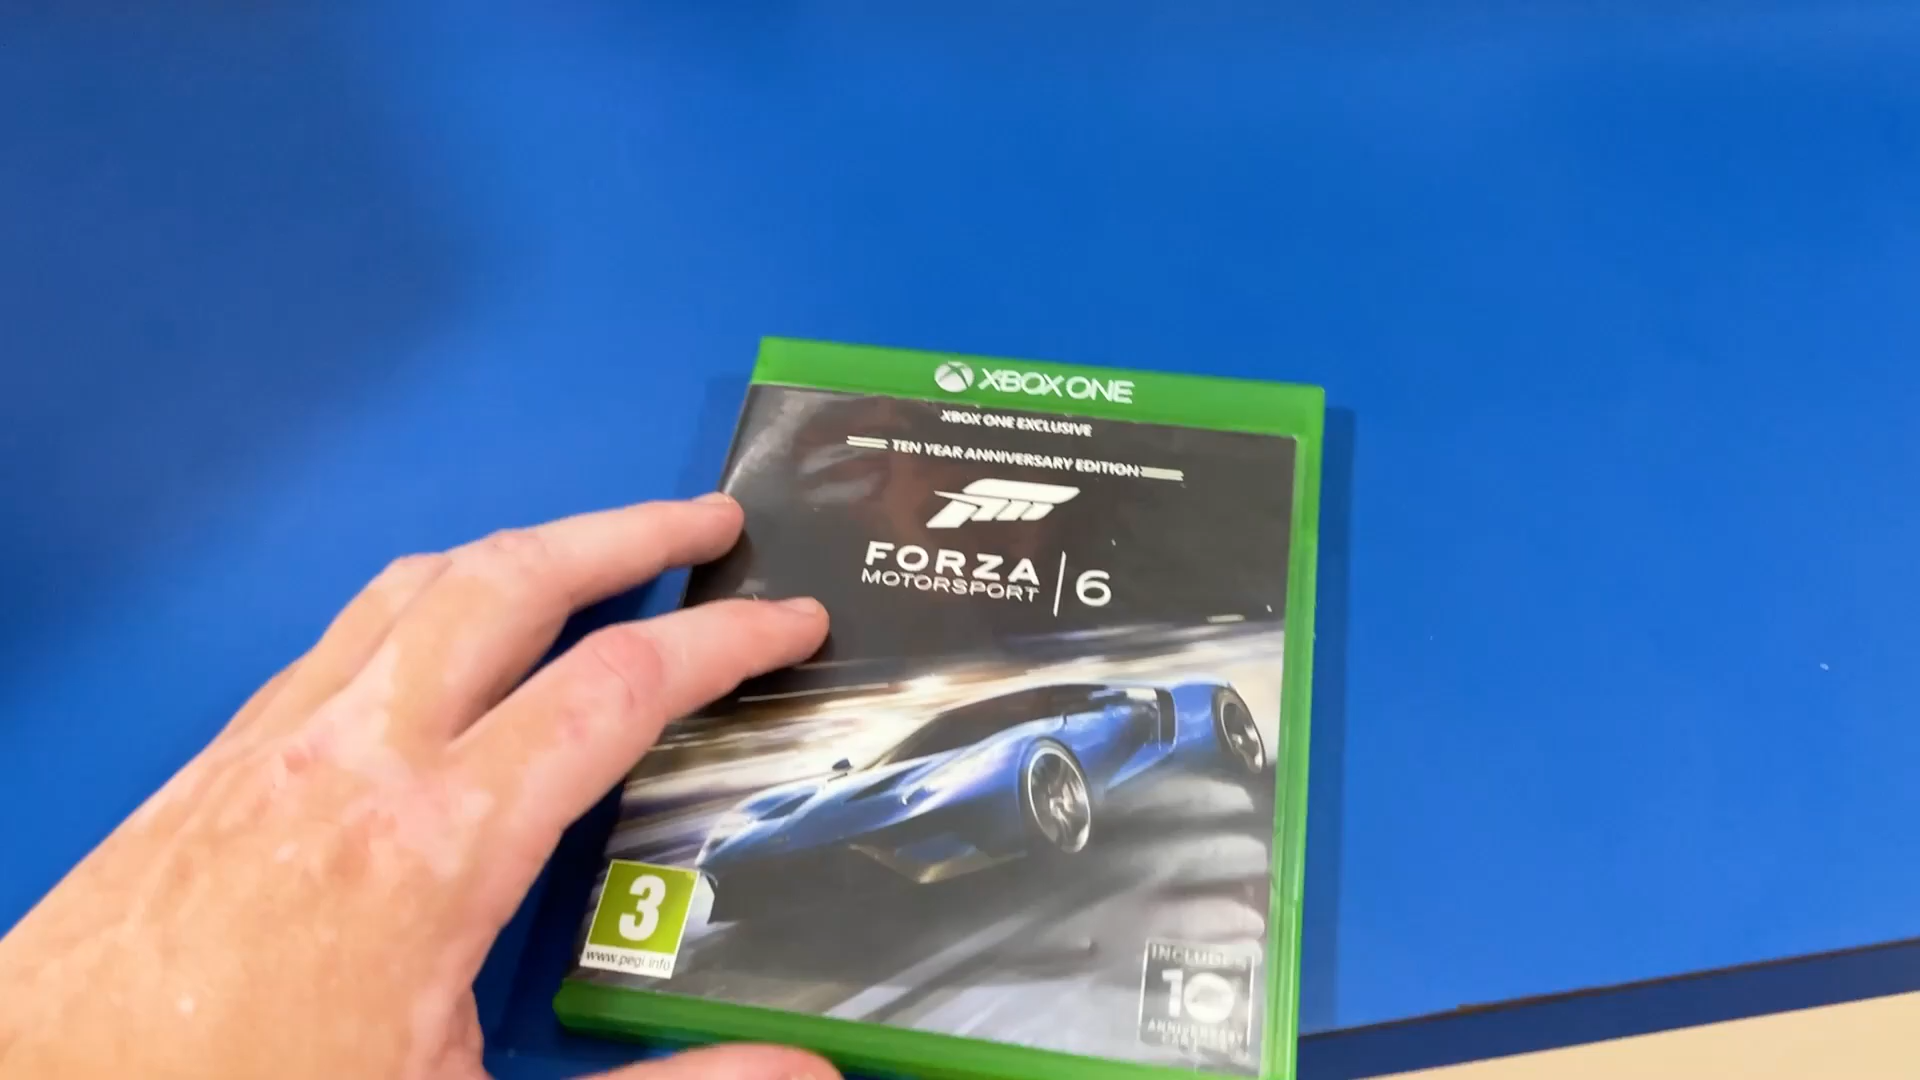 XBOX ONE
XBOX ONE EXCLUSIVE
TEN YEAR ANNIVERSARY EDITION
FORZA
MOTORSPORT
6
3
www.pegi.info
INCLUDES
10
ANNIVERSARY